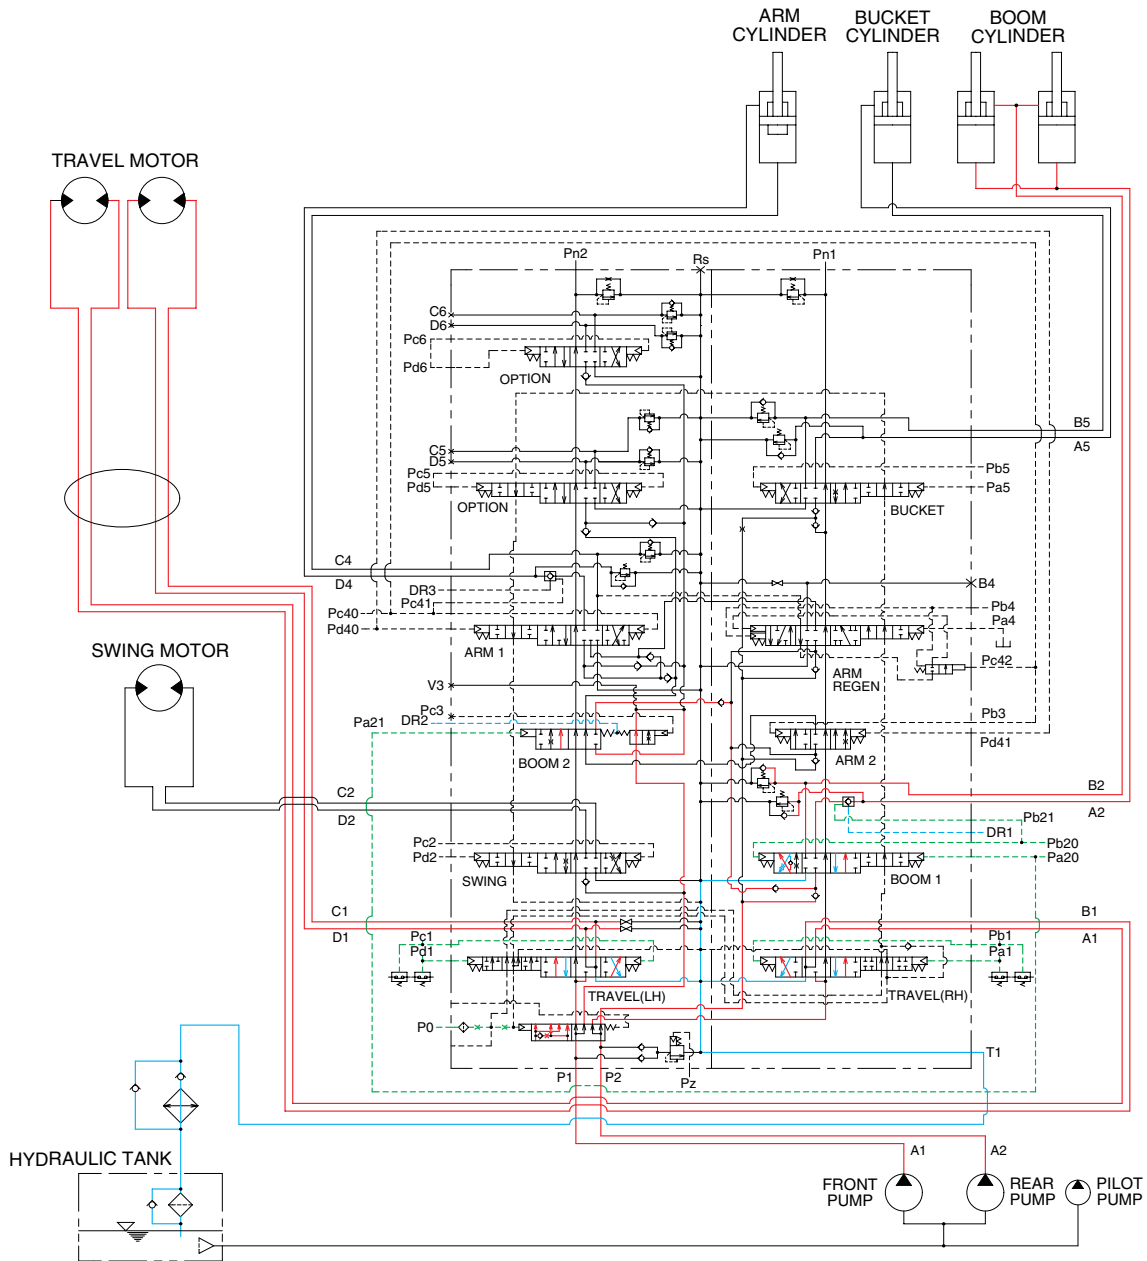 ARM
CYLINDER
BUCKET
CYLINDER
BOOM
CYLINDER
TRAVEL MOTOR
Pn2
Rs
Pn1
C6
D6
Pc6
Pd6
OPTION
B5
A5
C5
D5
Pc5
Pd5
OPTION
Pb5
Pa5
BUCKET
C4
D4
DR3
Pc41
Pc40
Pd40
ARM 1
B4
Pb4
Pa4
Pc42
ARM
REGEN
SWING MOTOR
V3
Pc3
DR2
Pa21
BOOM 2
Pb3
Pd41
ARM 2
C2
D2
B2
A2
Pb21
DR1
Pc2
Pd2
SWING
Pb20
Pa20
BOOM 1
C1
D1
B1
A1
Pc1
Pd1
Pb1
Pa1
TRAVEL(LH)
TRAVEL(RH)
P0
T1
P1
P2
Pz
HYDRAULIC TANK
A1
A2
FRONT
PUMP
REAR
PUMP
PILOT
PUMP